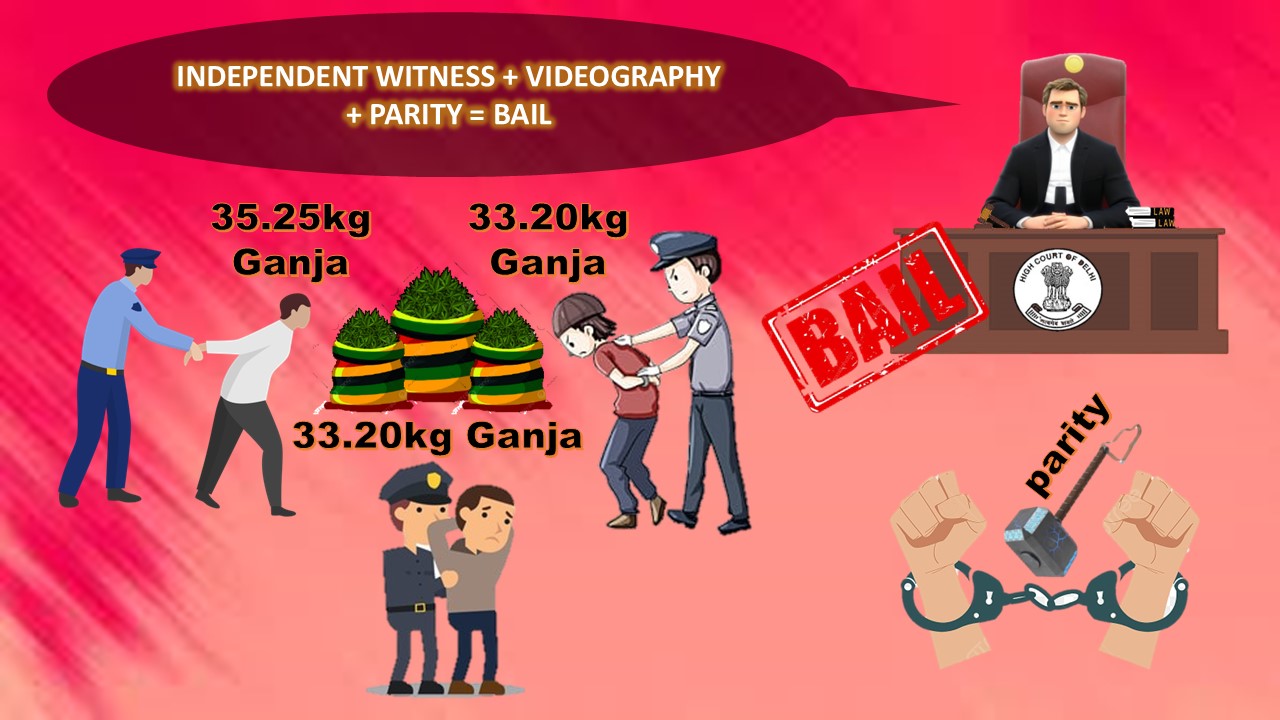 INDEPENDENT WITNESS + VIDEOGRAPHY
+ PARITY = BAIL
35.25kg
Ganja
33.20kg
Ganja
LAW
LAW
HIGH COURT OF DELHI
BAIL
33.20kg Ganja
parity